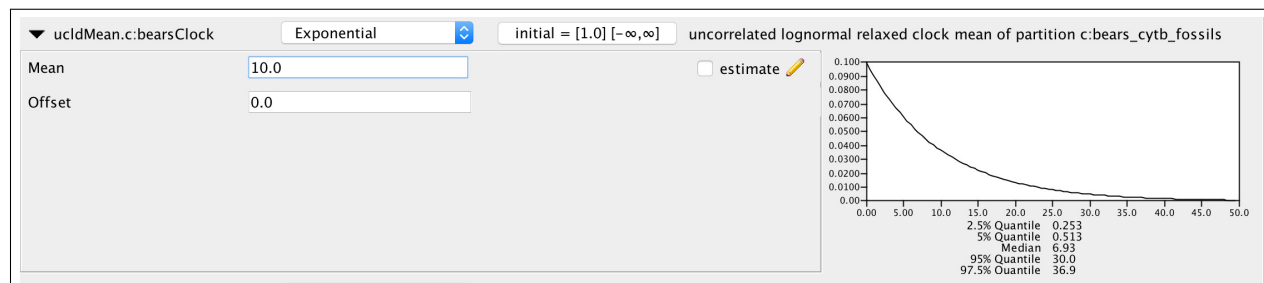 ▼ ucldMean.c:bearsClock Exponential initial = [1.0] [-∞,∞] uncorrelated lognormal relaxed clock mean of partition c:bears_cytb_fossils
Mean 10.0 estimate
Offset 0.0
0.100
0.0900
0.0800
0.0700
0.0600
0.0500
0.0400
0.0300
0.0200
0.0100
0.00
0.00 5.00 10.0 15.0 20.0 25.0 30.0 35.0 40.0 45.0 50.0
2.5% Quantile 0.253
5% Quantile 0.513
Median 6.93
95% Quantile 30.0
97.5% Quantile 36.9